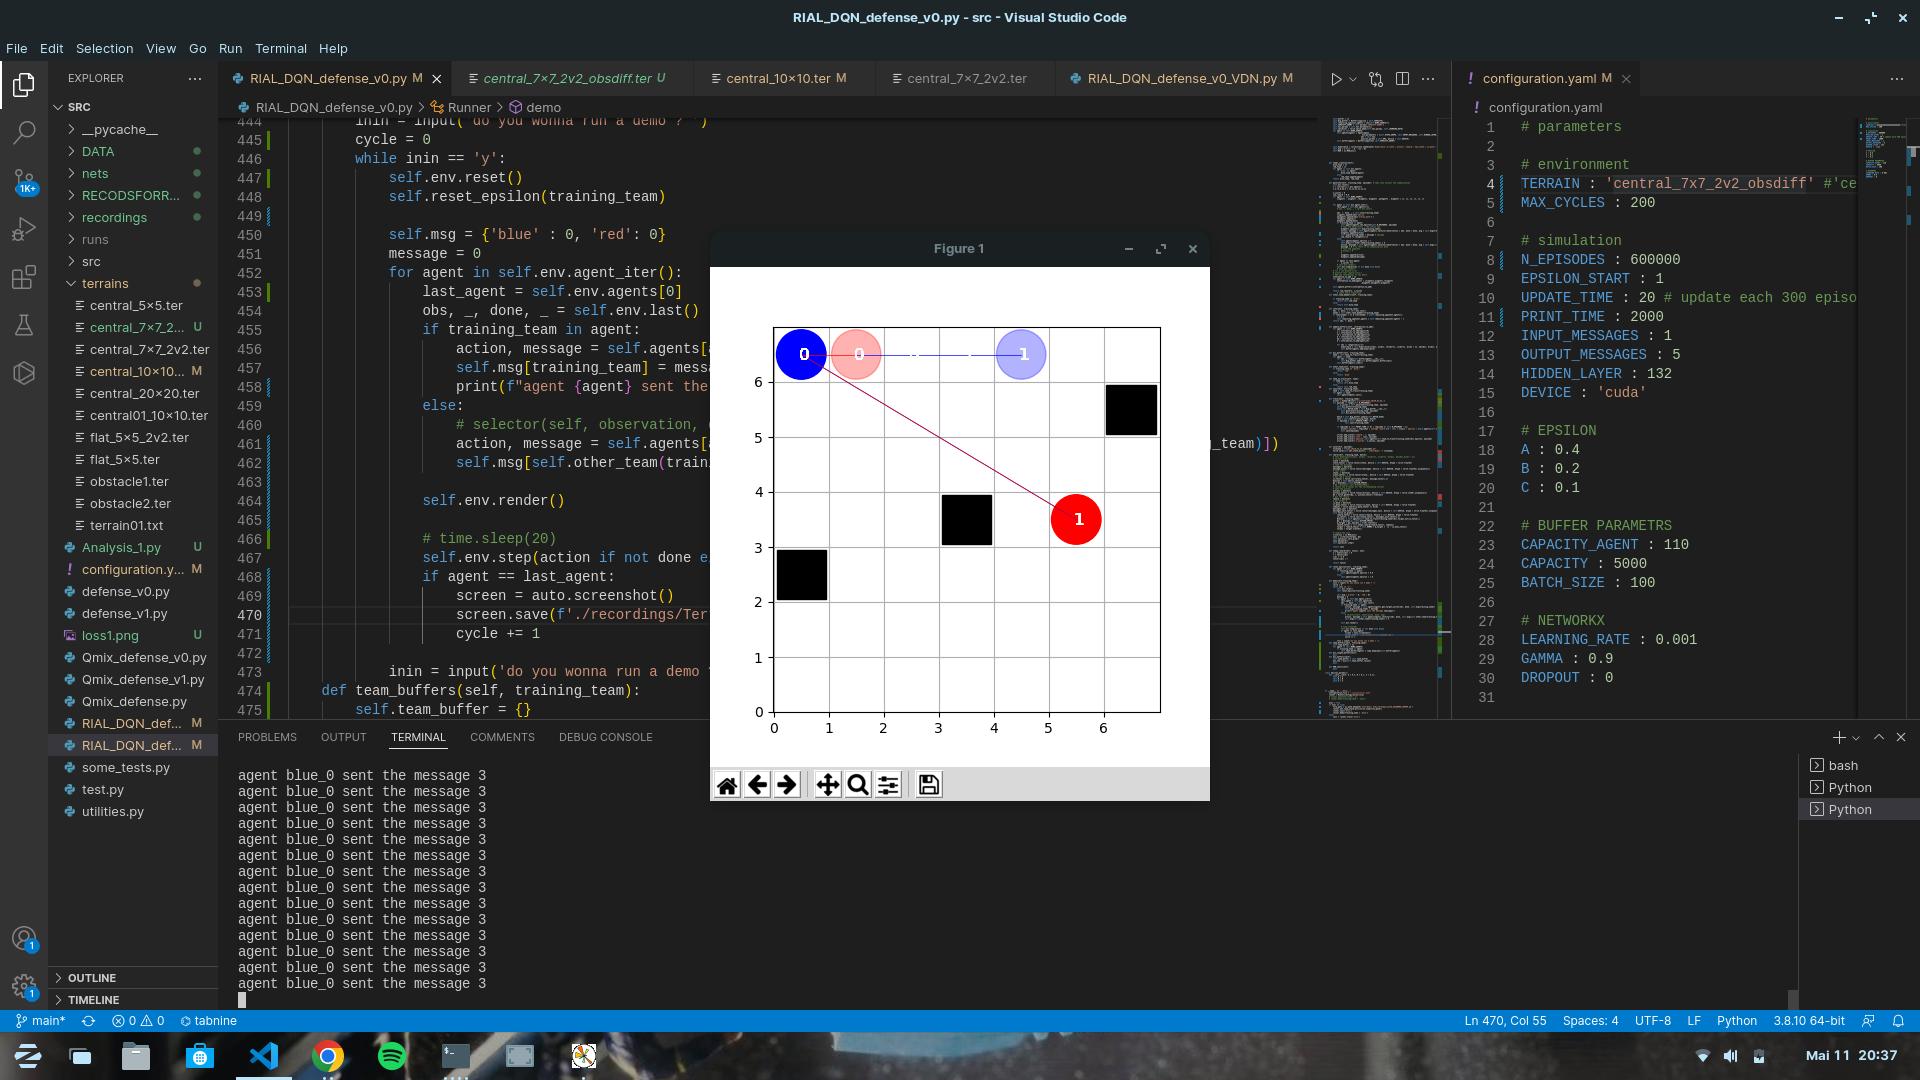 RIAL_DQN_defense_v0.py - src - Visual Studio Code
File Edit Selection View Go Run Terminal Help
EXPLORER
SRC
__pycache__
DATA
nets
RECODSFORR...
recordings
runs
src
terrains
central_5×5.ter
central_7×7_2... U
central_7×7_2v2.ter
central_10×10... M
central_20×20.ter
central01_10×10.ter
flat_5×5_2v2.ter
flat_5×5.ter
obstacle1.ter
obstacle2.ter
terrain01.txt
Analysis_1.py U
configuration.y... M
defense_v0.py
defense_v1.py
loss1.png U
Qmix_defense_v0.py
Qmix_defense_v1.py
Qmix_defense.py
RIAL_DQN_def... M
RIAL_DQN_def... M
some_tests.py
test.py
utilities.py
OUTLINE
TIMELINE
1K+
1
1
RIAL_DQN_defense_v0.py M
central_7×7_2v2_obsdiff.ter U
central_10×10.ter M
central_7×7_2v2.ter
RIAL_DQN_defense_v0_VDN.py M
RIAL_DQN_defense_v0.py > Runner > demo
444 inin = input('do you wonna run a demo ? ')
445 cycle = 0
446 while inin == 'y':
447 self.env.reset()
448 self.reset_epsilon(training_team)
449
450 self.msg = {'blue' : 0, 'red': 0}
451 message = 0
452 for agent in self.env.agent_iter():
453 last_agent = self.env.agents[0]
454 obs, _, done, _ = self.env.last()
455 if training_team in agent:
456 action, message = self.agents[
457 self.msg[training_team] = mess
458 print(f"agent {agent} sent the
459 else:
460 # selector(self, observation,
461 action, message = self.agents[ g_team)])
462 self.msg[self.other_team(train
463
464 self.env.render()
465
466 # time.sleep(20)
467 self.env.step(action if not done e
468 if agent == last_agent:
469 screen = auto.screenshot()
470 screen.save(f'./recordings/Ter
471 cycle += 1
472
473 inin = input('do you wonna run a demo
474 def team_buffers(self, training_team):
475 self.team_buffer = {}
Figure 1
0 0 1
1
6
5
4
3
2
1
0
0 1 2 3 4 5 6
configuration.yaml M
configuration.yaml
1 # parameters
2
3 # environment
4 TERRAIN : 'central_7x7_2v2_obsdiff' #'ce
5 MAX_CYCLES : 200
6
7 # simulation
8 N_EPISODES : 600000
9 EPSILON_START : 1
10 UPDATE_TIME : 20 # update each 300 episo
11 PRINT_TIME : 2000
12 INPUT_MESSAGES : 1
13 OUTPUT_MESSAGES : 5
14 HIDDEN_LAYER : 132
15 DEVICE : 'cuda'
16
17 # EPSILON
18 A : 0.4
19 B : 0.2
20 C : 0.1
21
22 # BUFFER PARAMETRS
23 CAPACITY_AGENT : 110
24 CAPACITY : 5000
25 BATCH_SIZE : 100
26
27 # NETWORKX
28 LEARNING_RATE : 0.001
29 GAMMA : 0.9
30 DROPOUT : 0
31
PROBLEMS OUTPUT TERMINAL COMMENTS DEBUG CONSOLE
agent blue_0 sent the message 3
agent blue_0 sent the message 3
agent blue_0 sent the message 3
agent blue_0 sent the message 3
agent blue_0 sent the message 3
agent blue_0 sent the message 3
agent blue_0 sent the message 3
agent blue_0 sent the message 3
agent blue_0 sent the message 3
agent blue_0 sent the message 3
agent blue_0 sent the message 3
agent blue_0 sent the message 3
agent blue_0 sent the message 3
agent blue_0 sent the message 3
bash
Python
Python
main* 0 0 tabnine
Ln 470, Col 55 Spaces: 4 UTF-8 LF Python 3.8.10 64-bit
Mai 11 20:37